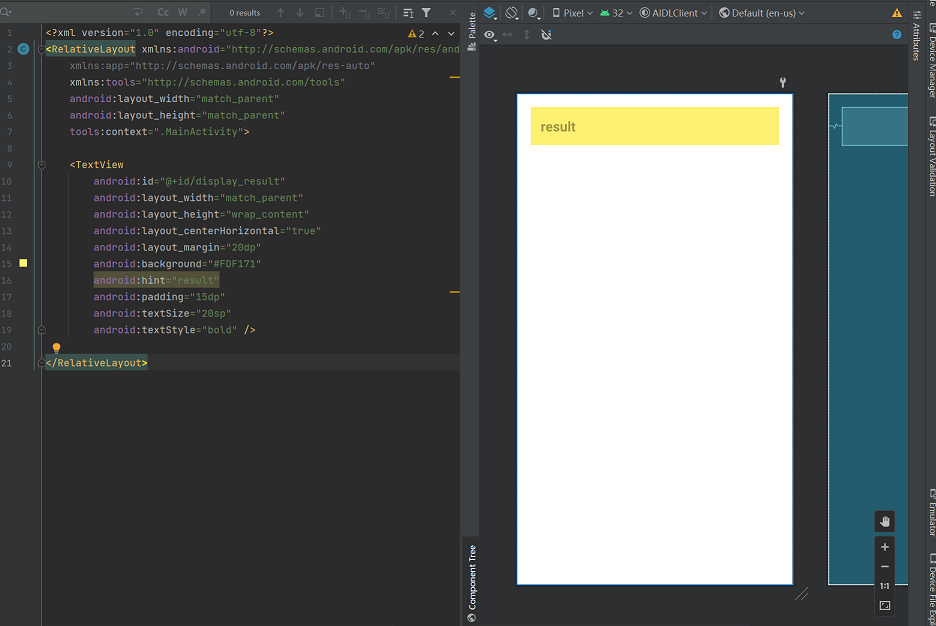 Cc W .* 0 results
Pixel 32 AIDLClient Default (en-us)
2
1 <?xml version="1.0" encoding="utf-8"?>
2 C <RelativeLayout xmlns:android="http://schemas.android.com/apk/res/and
3 xmlns:app="http://schemas.android.com/apk/res-auto"
4 xmlns:tools="http://schemas.android.com/tools"
5 android:layout_width="match_parent"
6 android:layout_height="match_parent"
7 tools:context=".MainActivity">
8
9 <TextView
10 android:id="@+id/display_result"
11 android:layout_width="match_parent"
12 android:layout_height="wrap_content"
13 android:layout_centerHorizontal="true"
14 android:layout_margin="20dp"
15 android:background="#FDF171"
16 android:hint="result"
17 android:padding="15dp"
18 android:textSize="20sp"
19 android:textStyle="bold" />
20
21 </RelativeLayout>
Palette
Component Tree
result
1:1
Attributes
Device Manager
Layout Validation
Emulator
Device File Explo